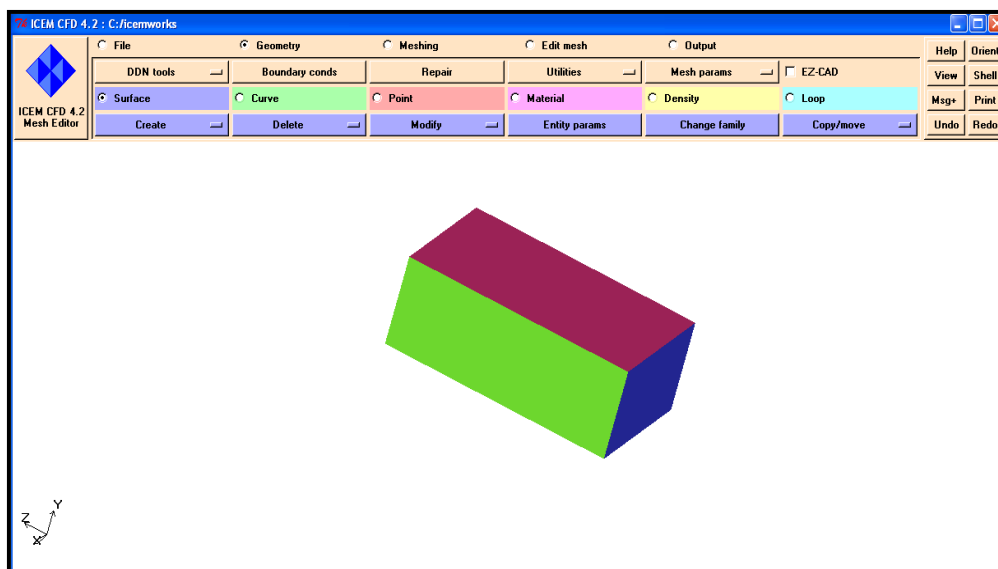 ICEM CFD 4.2 : C:/icemworks
File Geometry Meshing Edit mesh Output
Help Orient
DDN tools Boundary conds Repair Utilities Mesh params EZ-CAD
View Shell
Surface Curve Point Material Density Loop
Msg+ Print
ICEM CFD 4.2
Mesh Editor
Create Delete Modify Entity params Change family Copy/move
Undo Redo
Y
Z
X